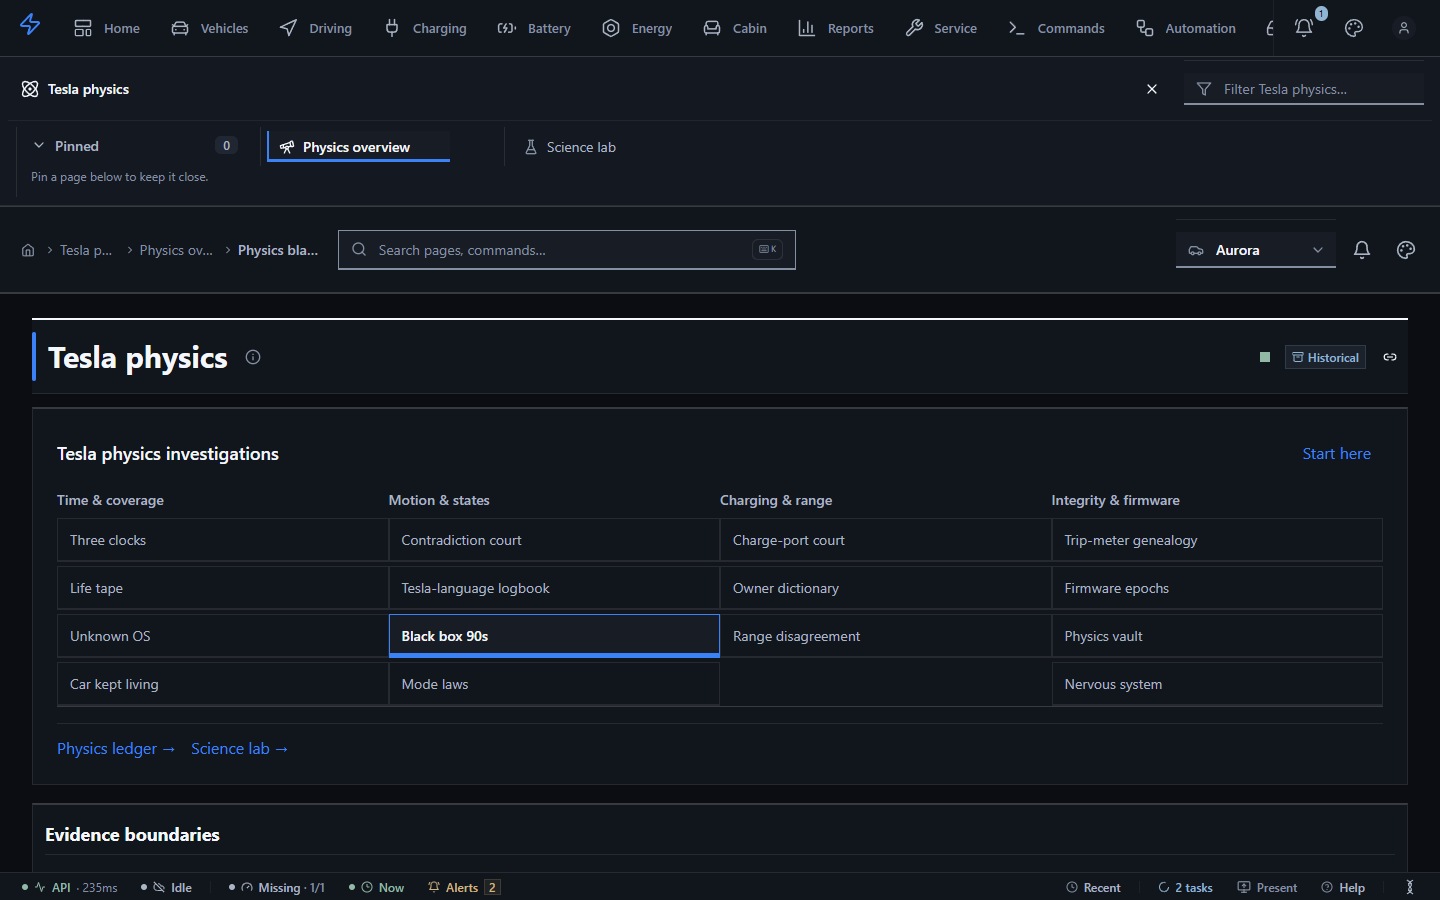 Home Vehicles Driving Charging Battery Energy Cabin Reports Service Commands Automation 1
Tesla physics
Filter Tesla physics...
Pinned 0
Pin a page below to keep it close.
Physics overview
Science lab
Tesla p... Physics ov... Physics bla...
Search pages, commands...
K
Aurora
Tesla physics
Historical
Tesla physics investigations
Start here
Time & coverage Motion & states Charging & range Integrity & firmware
Three clocks Contradiction court Charge-port court Trip-meter genealogy
Life tape Tesla-language logbook Owner dictionary Firmware epochs
Unknown OS Black box 90s Range disagreement Physics vault
Car kept living Mode laws Nervous system
Physics ledger → Science lab →
Evidence boundaries
API · 235ms Idle Missing · 1/1 Now Alerts 2 Recent 2 tasks Present Help